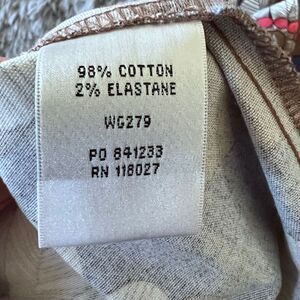 98% COTTON
2% ELASTANE
WG279
PO 841233
RN 118027